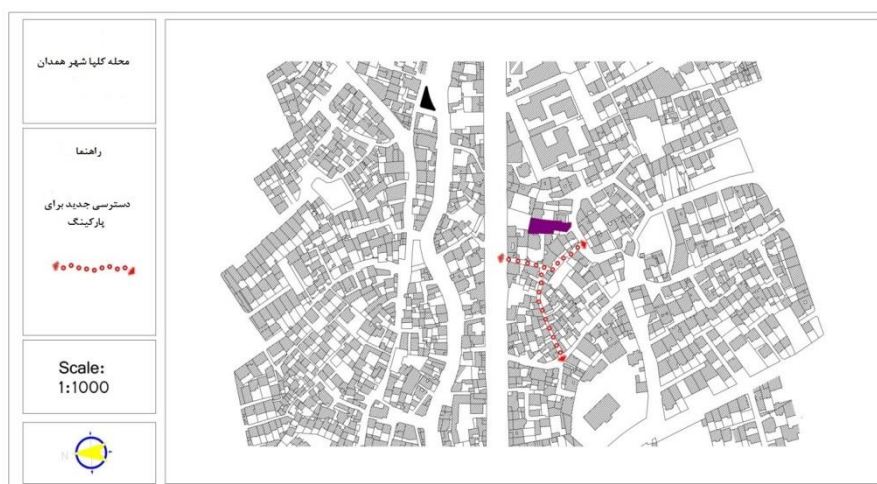 محله کلپا شهر همدان
راهنما
دسترسی جدید برای
پارکینگ
Scale:
1:1000
N